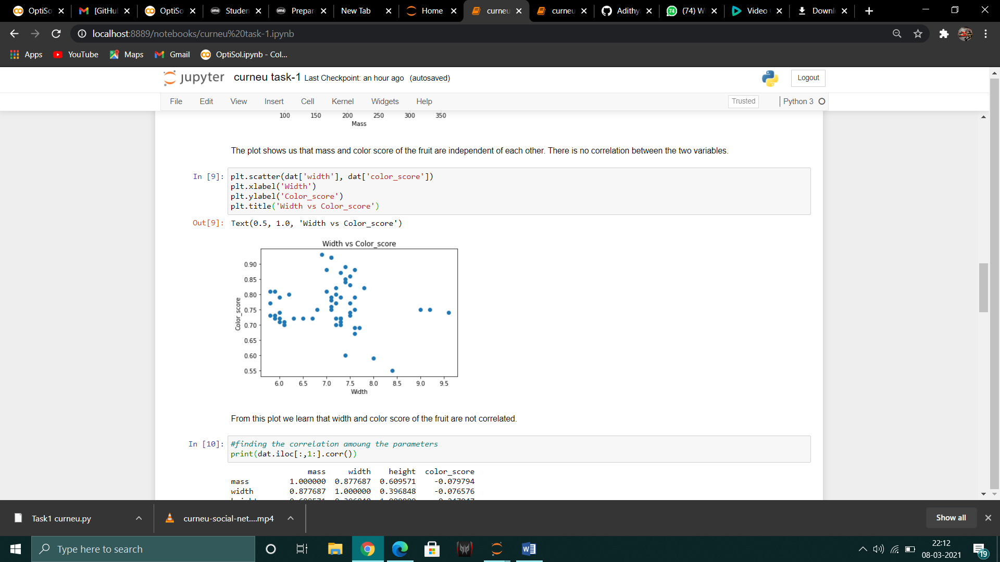 OptiSo
[GitHu
OptiSo
Studen
Prepar
New Tab
Home
curneu
curneu
Adithy
(74) W
Video
Downl
localhost:8889/notebooks/curneu%20task-1.ipynb
Apps YouTube Maps Gmail OptiSol.ipynb - Col...
jupyter curneu task-1 Last Checkpoint: an hour ago (autosaved)
Logout
File Edit View Insert Cell Kernel Widgets Help
Trusted Python 3
100 150 200 250 300 350
Mass
The plot shows us that mass and color score of the fruit are independent of each other. There is no correlation between the two variables.
In [9]: plt.scatter(dat['width'], dat['color_score'])
plt.xlabel('Width')
plt.ylabel('Color_score')
plt.title('Width vs Color_score')
Out[9]: Text(0.5, 1.0, 'Width vs Color_score')
Width vs Color_score
0.90
0.85
0.80
0.75
0.70
0.65
0.60
0.55
Color_score
6.0 6.5 7.0 7.5 8.0 8.5 9.0 9.5
Width
From this plot we learn that width and color score of the fruit are not correlated.
In [10]: #finding the correlation amoung the parameters
print(dat.iloc[:,1:].corr())
mass width height color_score
mass 1.000000 0.877687 0.609571 -0.079794
width 0.877687 1.000000 0.396848 -0.076576
Task1 curneu.py
curneu-social-net....mp4
Show all
Type here to search
22:12
08-03-2021
19